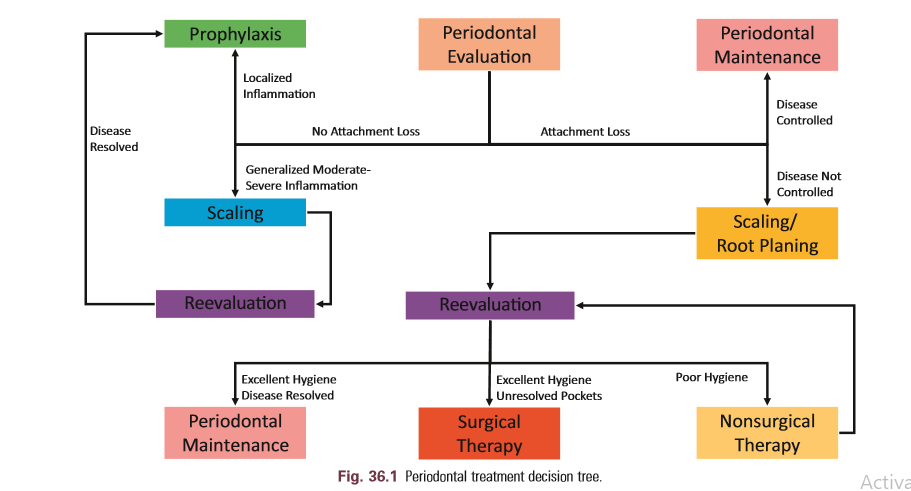 Prophylaxis
Periodontal
Evaluation
Periodontal
Maintenance
Localized
Inflammation
Disease
Controlled
Disease
Resolved
No Attachment Loss
Attachment Loss
Generalized Moderate-
Severe Inflammation
Disease Not
Controlled
Scaling
Scaling/
Root Planing
Reevaluation
Reevaluation
Excellent Hygiene
Disease Resolved
Excellent Hygiene
Unresolved Pockets
Poor Hygiene
Periodontal
Maintenance
Surgical
Therapy
Nonsurgical
Therapy
Fig. 36.1 Periodontal treatment decision tree.
Activa